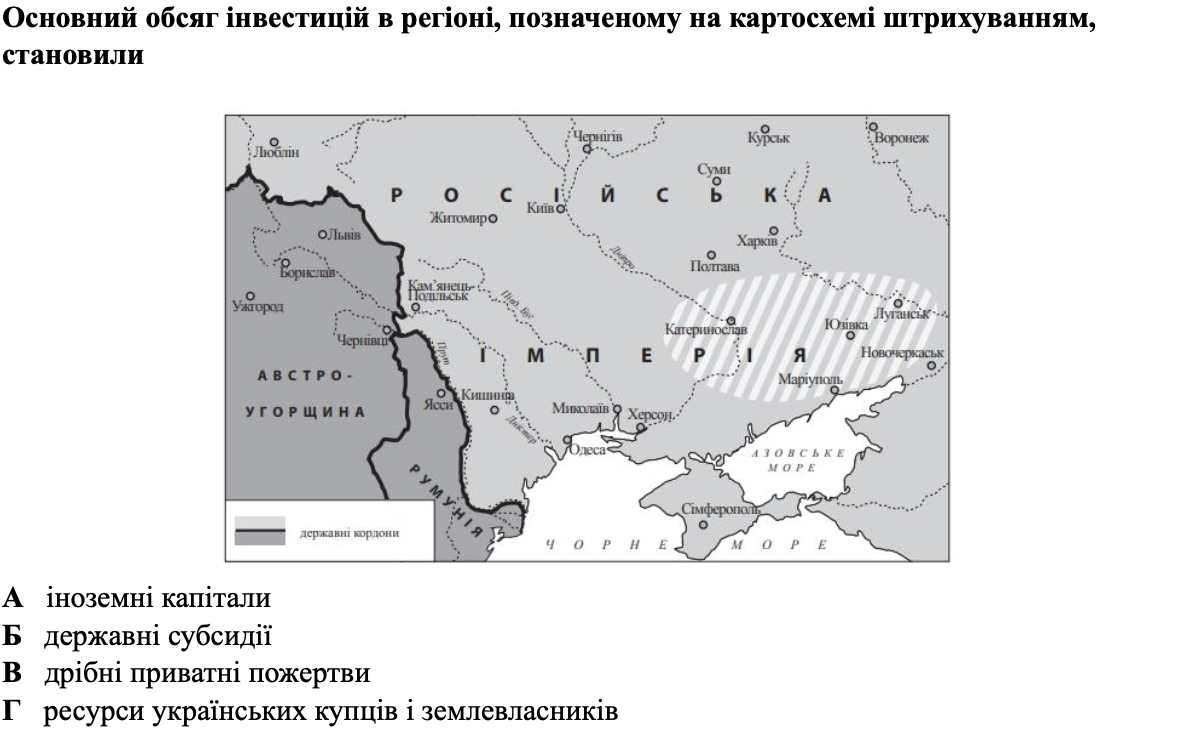 Основний обсяг інвестицій в регіоні, позначеному на картосхемі штрихуванням,
становили
Люблін
Чернігів
Курськ
Воронеж
Суми
Р О С І Й С Ь К А
Житомир
Київ
Львів
Харків
Дніпро
Полтава
Борислав
Ужгород
Кам'янець-
Подільськ
Півд. Буг
Луганськ
Катеринослав
Юзівка
Чернівці
Прут
І М П Е Р І Я
Новочеркаськ
АВСТРО-
УГОРЩИНА
Маріуполь
Ясси
Кишинів
Миколаїв
Херсон
Дністер
Одеса
АЗОВСЬКЕ
МОРЕ
РУМУНІЯ
Сімферополь
державні кордони
Ч О Р Н Е М О Р Е
А іноземні капітали
Б державні субсидії
В дрібні приватні пожертви
Г ресурси українських купців і землевласників